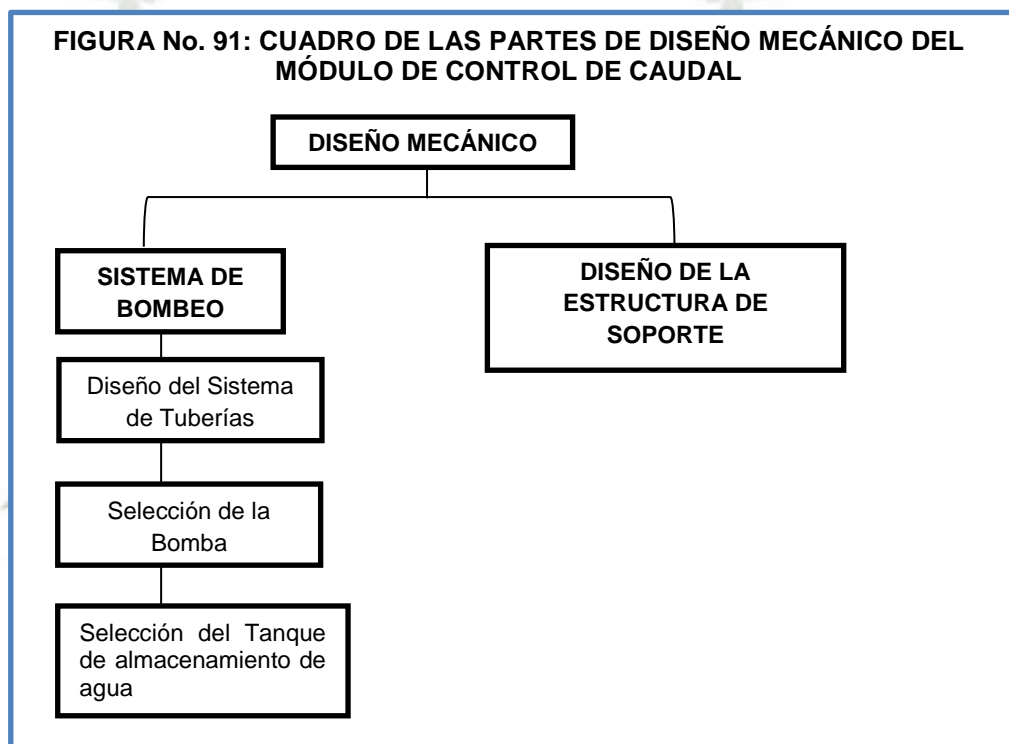 FIGURA No. 91: CUADRO DE LAS PARTES DE DISEÑO MECÁNICO DEL
MÓDULO DE CONTROL DE CAUDAL
DISEÑO MECÁNICO
SISTEMA DE
BOMBEO
DISEÑO DE LA
ESTRUCTURA DE
SOPORTE
Diseño del Sistema
de Tuberías
Selección de la
Bomba
Selección del Tanque
de almacenamiento de
agua